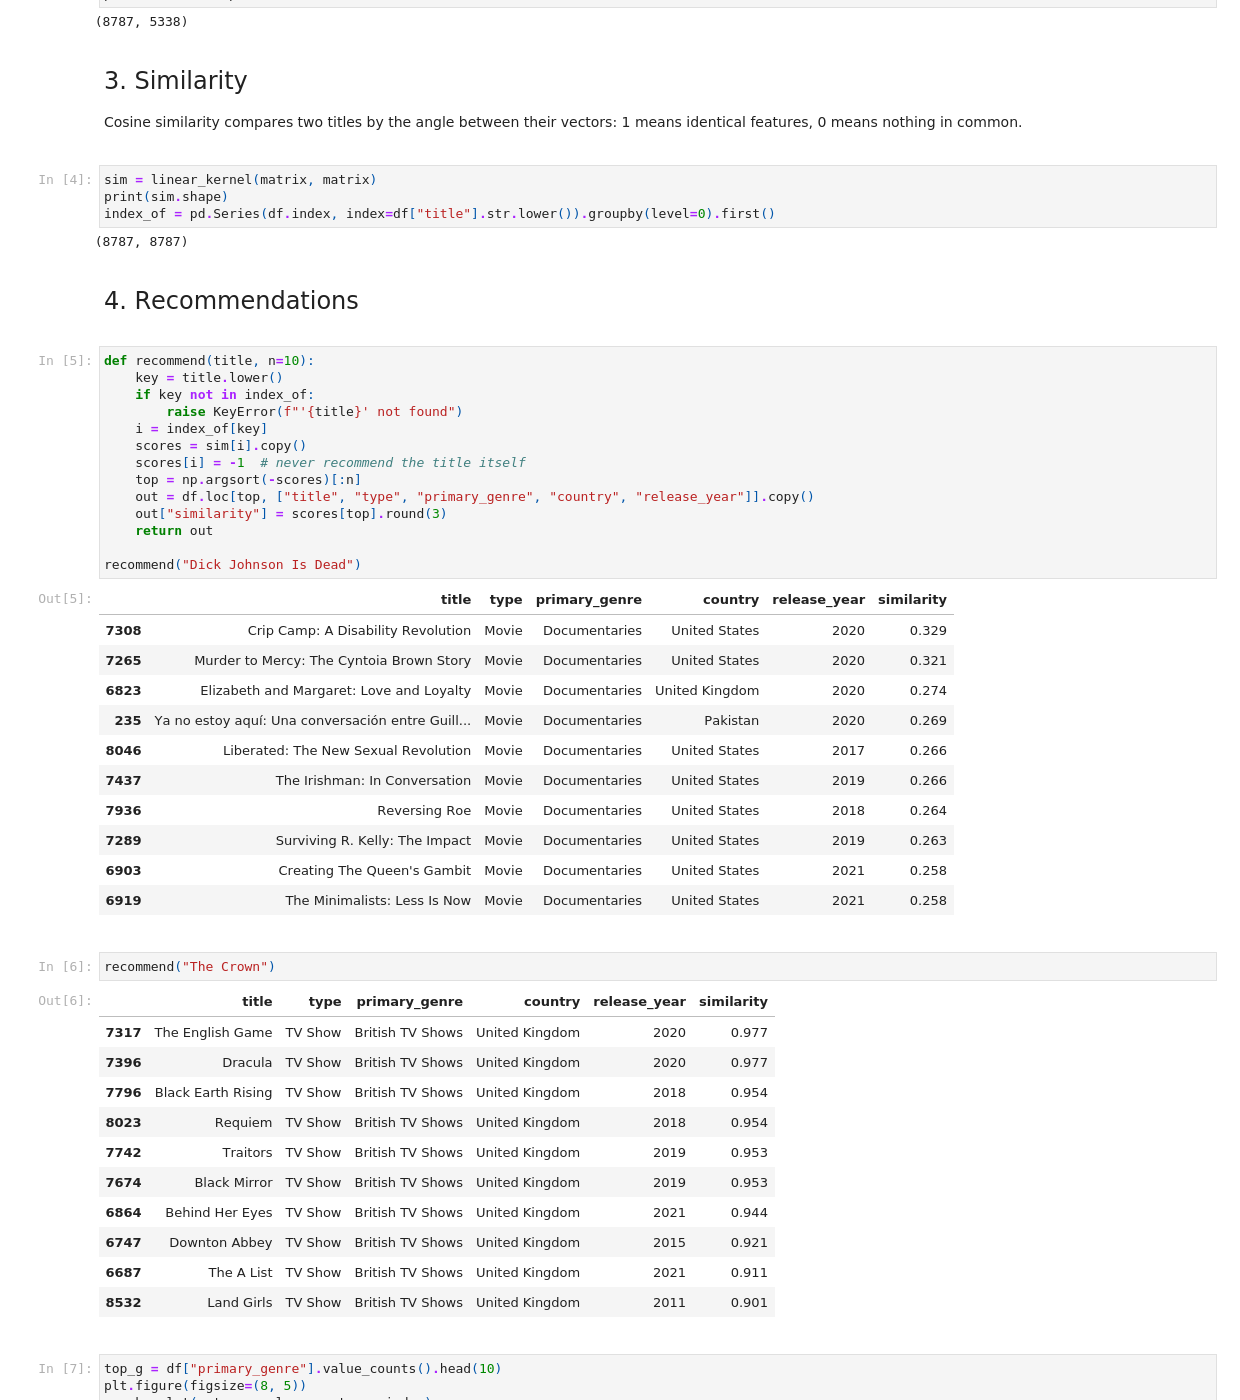 (8787, 5338)
3. Similarity
Cosine similarity compares two titles by the angle between their vectors: 1 means identical features, 0 means nothing in common.
In [4]: sim = linear_kernel(matrix, matrix)
print(sim.shape)
index_of = pd.Series(df.index, index=df["title"].str.lower()).groupby(level=0).first()
(8787, 8787)
4. Recommendations
In [5]: def recommend(title, n=10):
    key = title.lower()
    if key not in index_of:
        raise KeyError(f"'{title}' not found")
    i = index_of[key]
    scores = sim[i].copy()
    scores[i] = -1  # never recommend the title itself
    top = np.argsort(-scores)[:n]
    out = df.loc[top, ["title", "type", "primary_genre", "country", "release_year"]].copy()
    out["similarity"] = scores[top].round(3)
    return out
recommend("Dick Johnson Is Dead")
Out[5]: title type primary_genre country release_year similarity
7308 Crip Camp: A Disability Revolution Movie Documentaries United States 2020 0.329
7265 Murder to Mercy: The Cyntoia Brown Story Movie Documentaries United States 2020 0.321
6823 Elizabeth and Margaret: Love and Loyalty Movie Documentaries United Kingdom 2020 0.274
235 Ya no estoy aquí: Una conversación entre Guill... Movie Documentaries Pakistan 2020 0.269
8046 Liberated: The New Sexual Revolution Movie Documentaries United States 2017 0.266
7437 The Irishman: In Conversation Movie Documentaries United States 2019 0.266
7936 Reversing Roe Movie Documentaries United States 2018 0.264
7289 Surviving R. Kelly: The Impact Movie Documentaries United States 2019 0.263
6903 Creating The Queen's Gambit Movie Documentaries United States 2021 0.258
6919 The Minimalists: Less Is Now Movie Documentaries United States 2021 0.258
In [6]: recommend("The Crown")
Out[6]: title type primary_genre country release_year similarity
7317 The English Game TV Show British TV Shows United Kingdom 2020 0.977
7396 Dracula TV Show British TV Shows United Kingdom 2020 0.977
7796 Black Earth Rising TV Show British TV Shows United Kingdom 2018 0.954
8023 Requiem TV Show British TV Shows United Kingdom 2018 0.954
7742 Traitors TV Show British TV Shows United Kingdom 2019 0.953
7674 Black Mirror TV Show British TV Shows United Kingdom 2019 0.953
6864 Behind Her Eyes TV Show British TV Shows United Kingdom 2021 0.944
6747 Downton Abbey TV Show British TV Shows United Kingdom 2015 0.921
6687 The A List TV Show British TV Shows United Kingdom 2021 0.911
8532 Land Girls TV Show British TV Shows United Kingdom 2011 0.901
In [7]: top_g = df["primary_genre"].value_counts().head(10)
plt.figure(figsize=(8, 5))